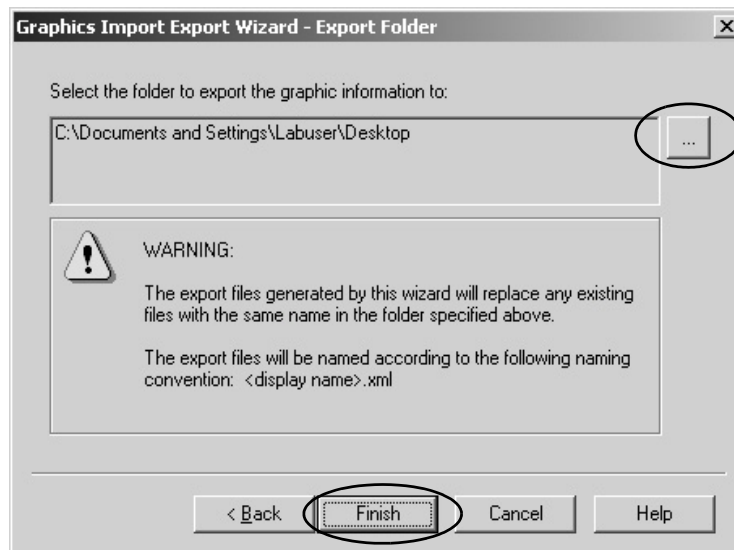 Graphics Import Export Wizard - Export Folder
Select the folder to export the graphic information to:
C:\Documents and Settings\Labuser\Desktop
...
WARNING:
The export files generated by this wizard will replace any existing
files with the same name in the folder specified above.
The export files will be named according to the following naming
convention: <display name>.xml
< Back Finish Cancel Help